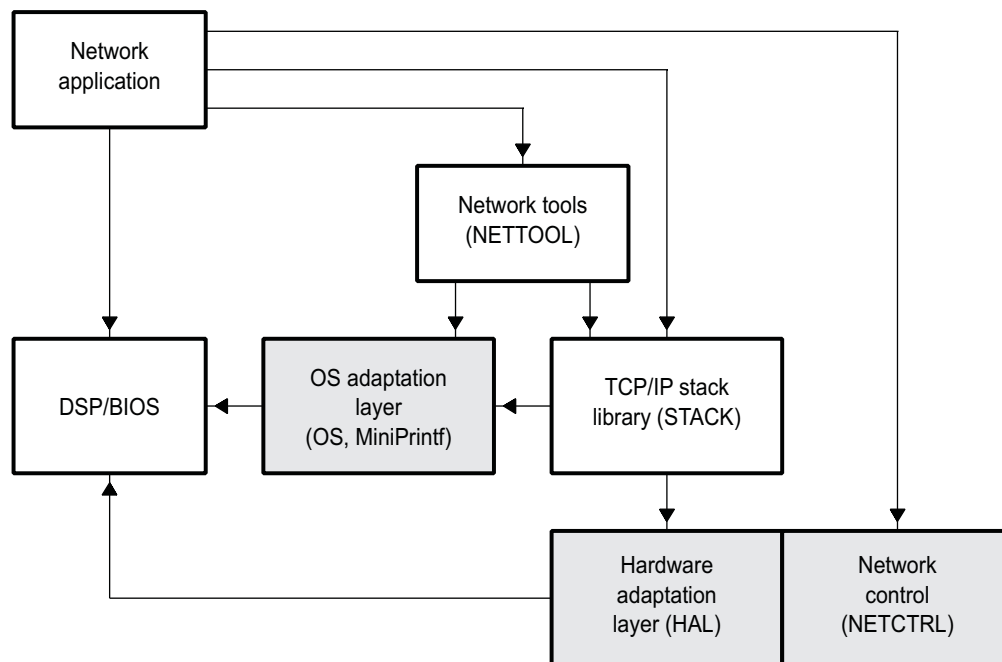 Network
application
Network tools
(NETTOOL)
DSP/BIOS
OS adaptation
layer
(OS, MiniPrintf)
TCP/IP stack
library (STACK)
Hardware
adaptation
layer (HAL)
Network
control
(NETCTRL)